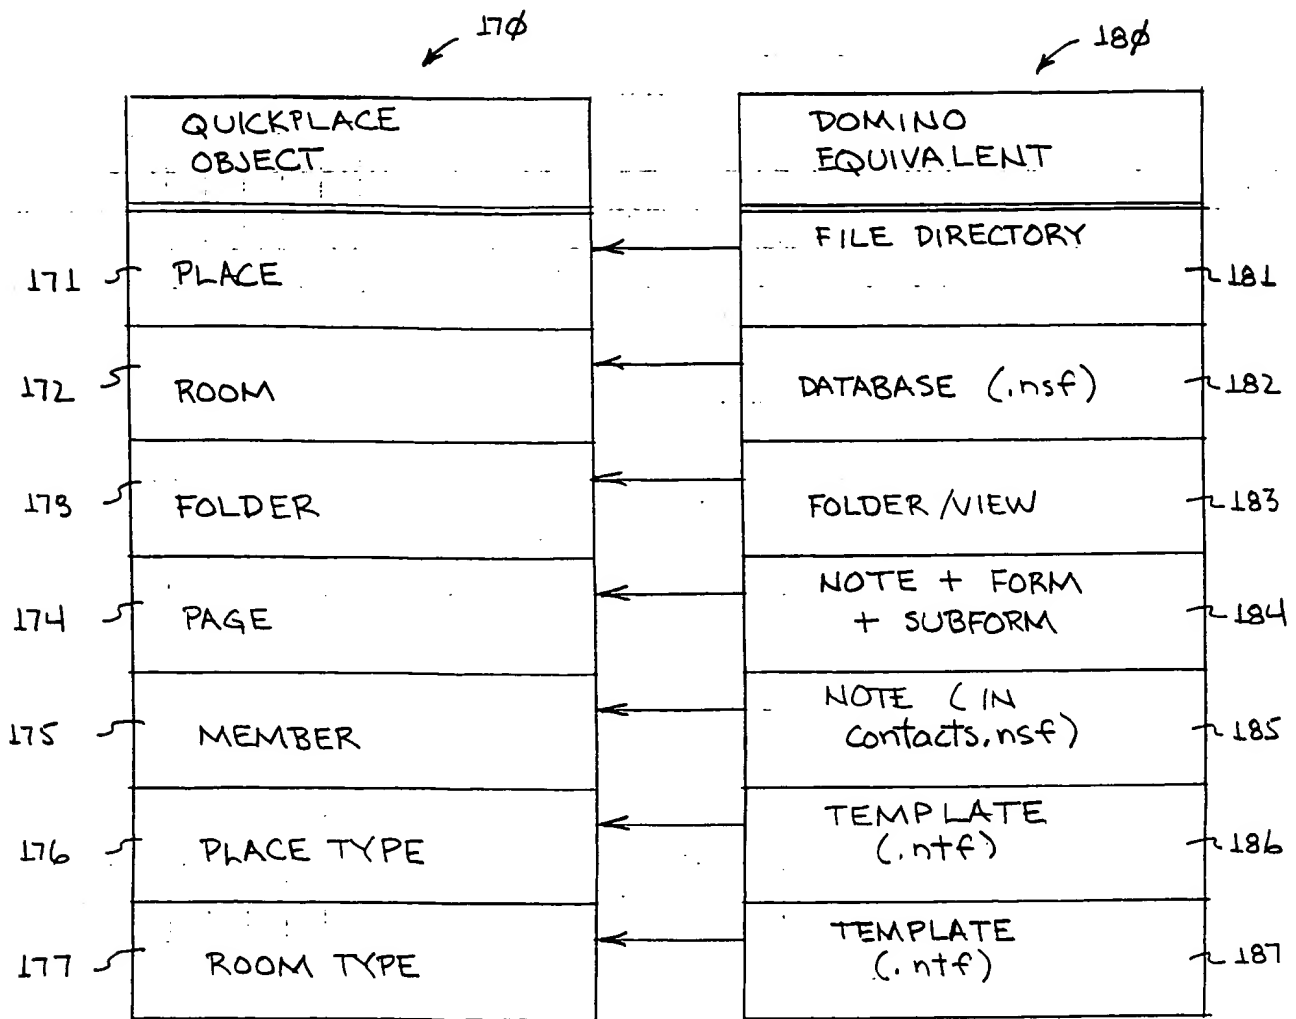 17Ø
18Ø
QUICKPLACE
OBJECT
DOMINO
EQUIVALENT
171
PLACE
FILE DIRECTORY
181
172
ROOM
DATABASE (.nsf)
182
173
FOLDER
FOLDER/VIEW
183
174
PAGE
NOTE + FORM
+ SUBFORM
184
175
MEMBER
NOTE (IN
contacts.nsf)
185
176
PLACE TYPE
TEMPLATE
(.ntf)
186
177
ROOM TYPE
TEMPLATE
(.ntf)
187